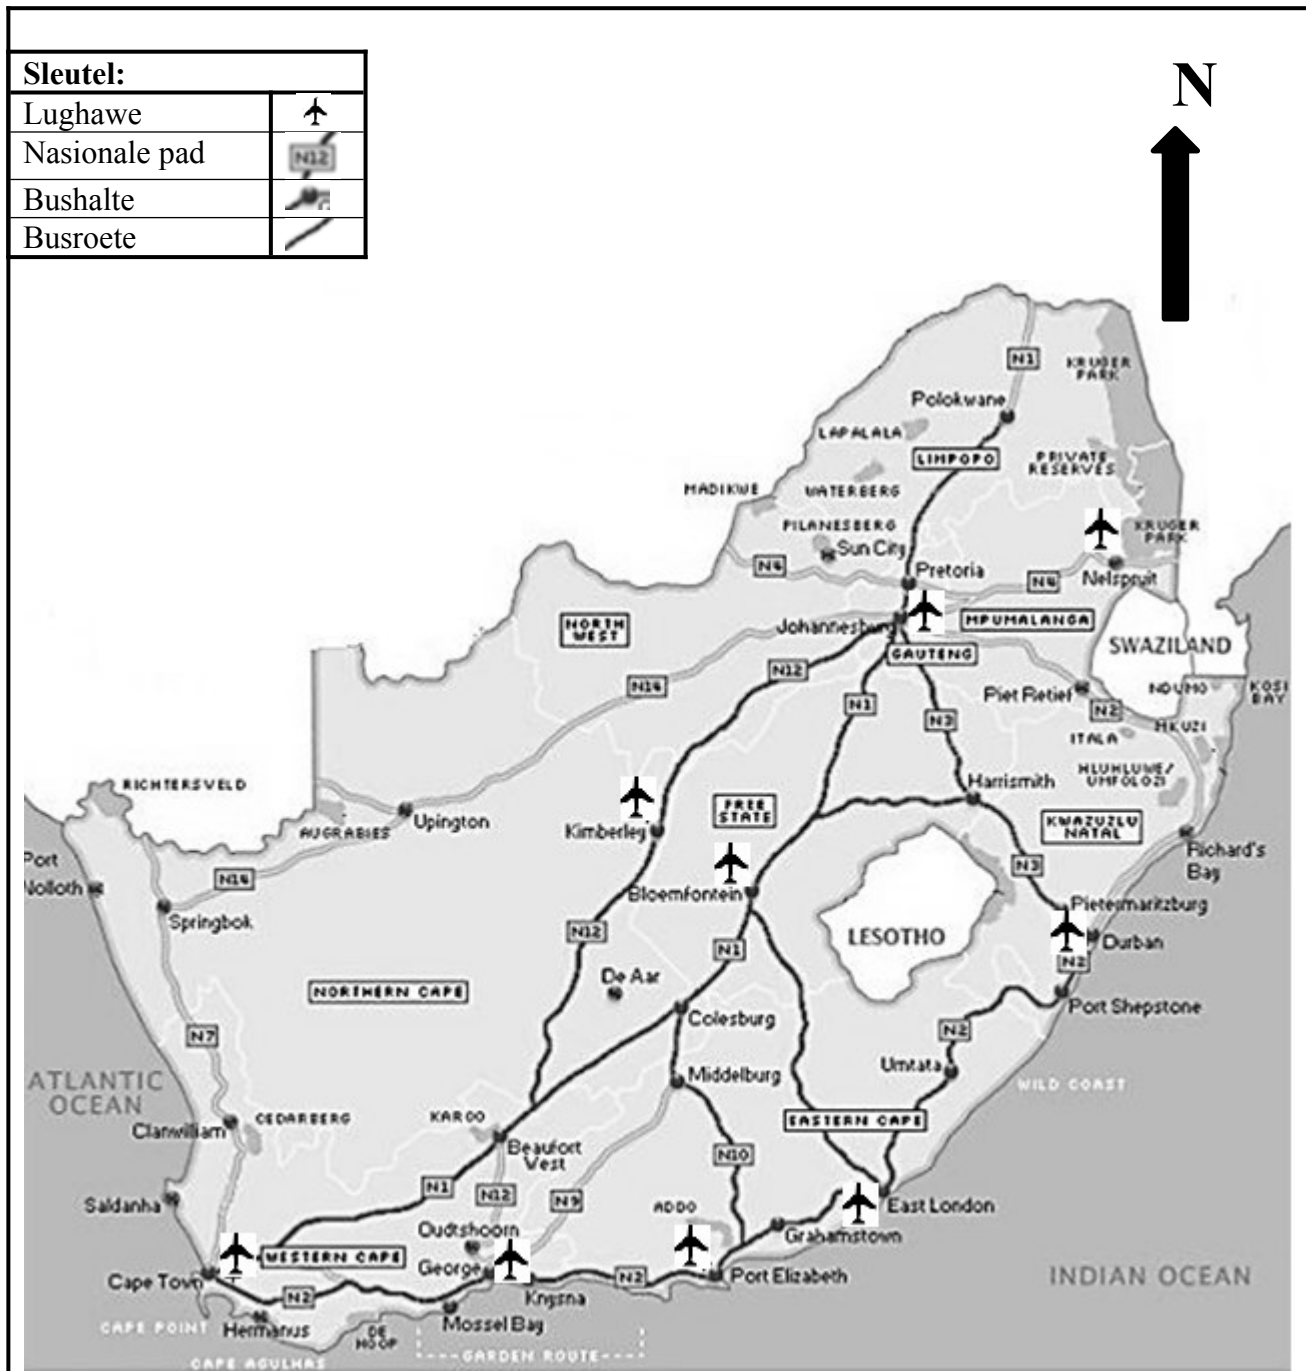 Sleutel:
Lughawe
Nasionale pad
N12
Bushalte
Busroete
N
N1
KRUGER
PARK
Polokwane
LAPALALA
LIMPOPO
PRIVATE
RESERVES
MADIKWE
WATERBERG
PILANESBERG
Sun City
KRUGER
PARK
N4
Pretoria
N4
Nelspruit
NORTH
WEST
Johannesburg
MPUMALANGA
GAUTENG
SWAZILAND
N12
N14
N1
N3
Piet Retief
N2
NDUMO
KOSI
BAY
ITALA
MKUZI
RICHTERSVELD
AUGRABIES
Upington
Kimberley
FREE
STATE
Harrismith
HLUHLUWE/
UMFOLOZI
KWAZUZLU
NATAL
Port
Nolloth
N14
Springbok
Bloemfontein
N3
Richard's
Bay
Pietermaritzburg
LESOTHO
Durban
N12
N1
N2
De Aar
NORTHERN CAPE
Colesburg
Port Shepstone
N7
N2
ATLANTIC
OCEAN
Middelburg
Umtata
WILD COAST
Clanwilliam
CEDARBERG
KAROO
EASTERN CAPE
Beaufort
West
N10
N1
N12
N9
Saldanha
ADDO
East London
Oudtshoorn
Grahamstown
WESTERN CAPE
Cape Town
George
N2
Port Elizabeth
INDIAN OCEAN
N2
Knysna
CAPE POINT
Hermanus
DE
HOOP
Mossel Bay
GARDEN ROUTE
CAPE AGULHAS